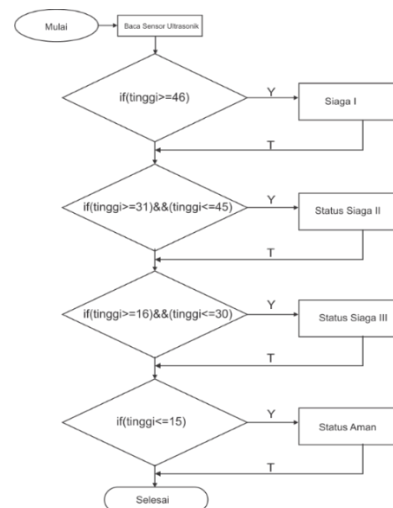 Mulai
Baca Sensor Ultrasonik
if(tinggi>=46)
Y
Siaga I
T
if(tinggi>=31)&&(tinggi<=45)
Y
Status Siaga II
T
if(tinggi>=16)&&(tinggi<=30)
Y
Status Siaga III
T
if(tinggi<=15)
Y
Status Aman
T
Selesai